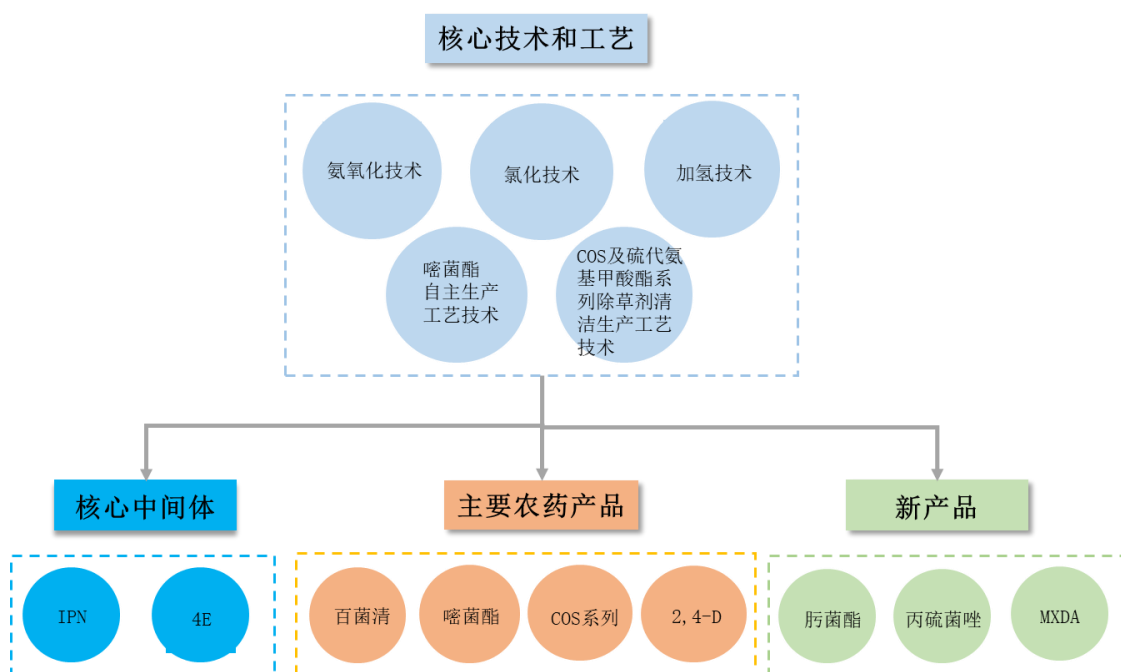 核心技术和工艺
氨氧化技术
氯化技术
加氢技术
嘧菌酯
自主生产
工艺技术
COS及硫代氨
基甲酸酯系
列除草剂清
洁生产工艺
技术
核心中间体
主要农药产品
新产品
IPN
4E
百菌清
嘧菌酯
COS系列
2,4-D
肟菌酯
丙硫菌唑
MXDA